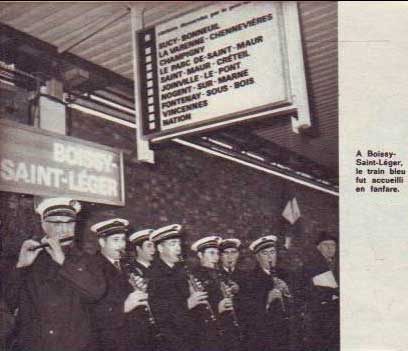 SUCY-BONNEUIL
LA VARENNE-CHENNEVIÈRES
CHAMPIGNY
LE PARC DE SAINT-MAUR
SAINT-MAUR-CRÉTEIL
JOINVILLE-LE-PONT
NOGENT-SUR-MARNE
FONTENAY-SOUS-BOIS
VINCENNES
NATION
BOISSY-
SAINT-LÉGER
A Boissy-
Saint-Léger,
le train bleu
fut accueilli
en fanfare.